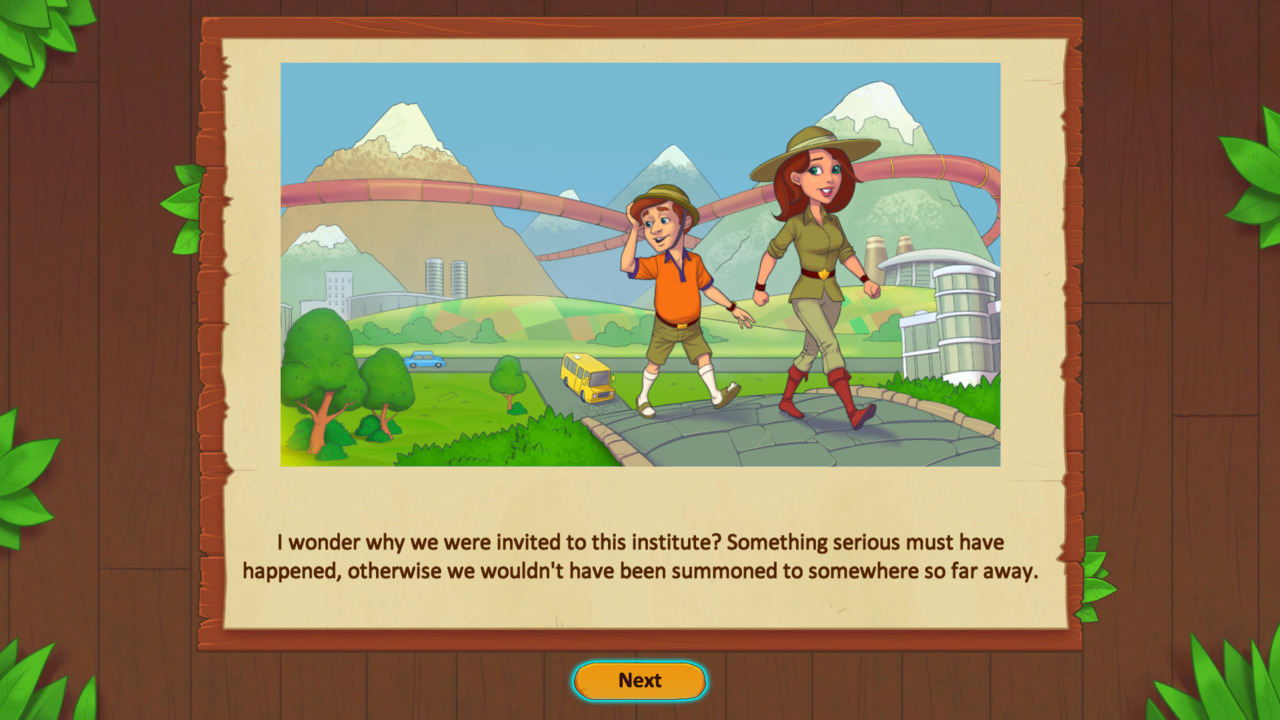 I wonder why we were invited to this institute? Something serious must have
happened, otherwise we wouldn't have been summoned to somewhere so far away.
Next